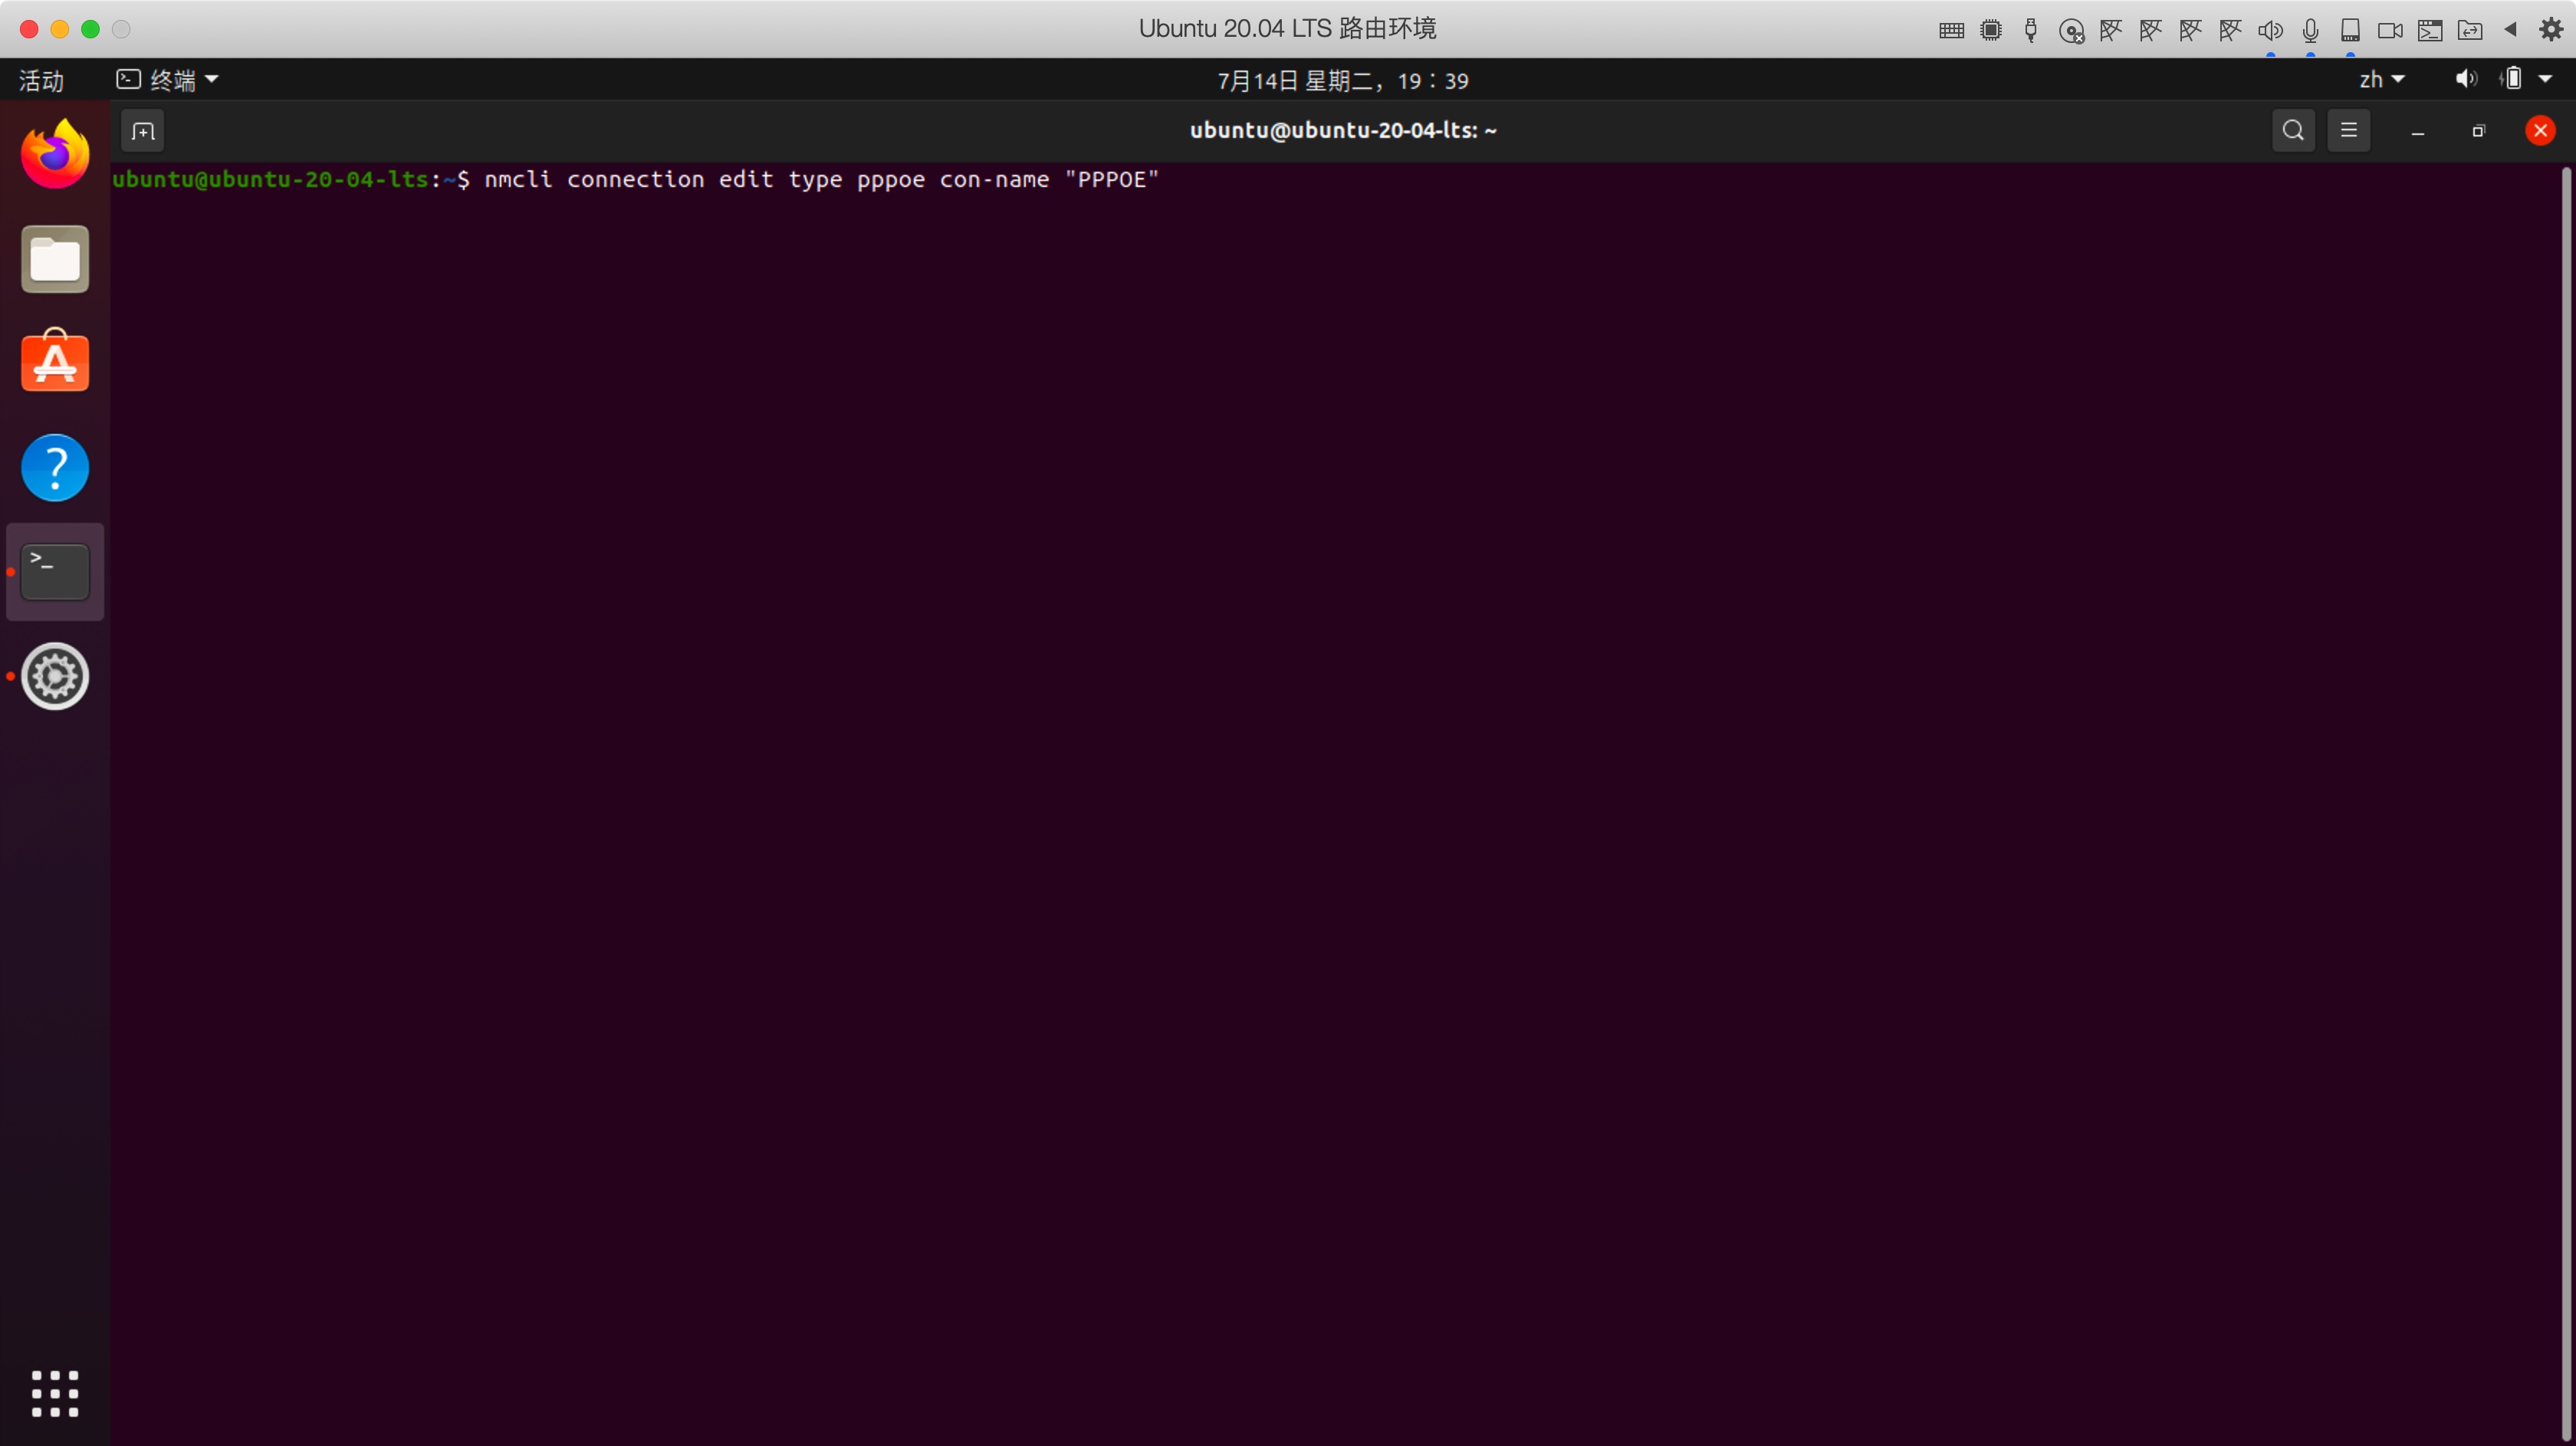 Ubuntu 20.04 LTS 路由环境
活动 终端 7月14日 星期二，19：39 zh
ubuntu@ubuntu-20-04-lts: ~
ubuntu@ubuntu-20-04-lts:~$ nmcli connection edit type pppoe con-name "PPPOE"